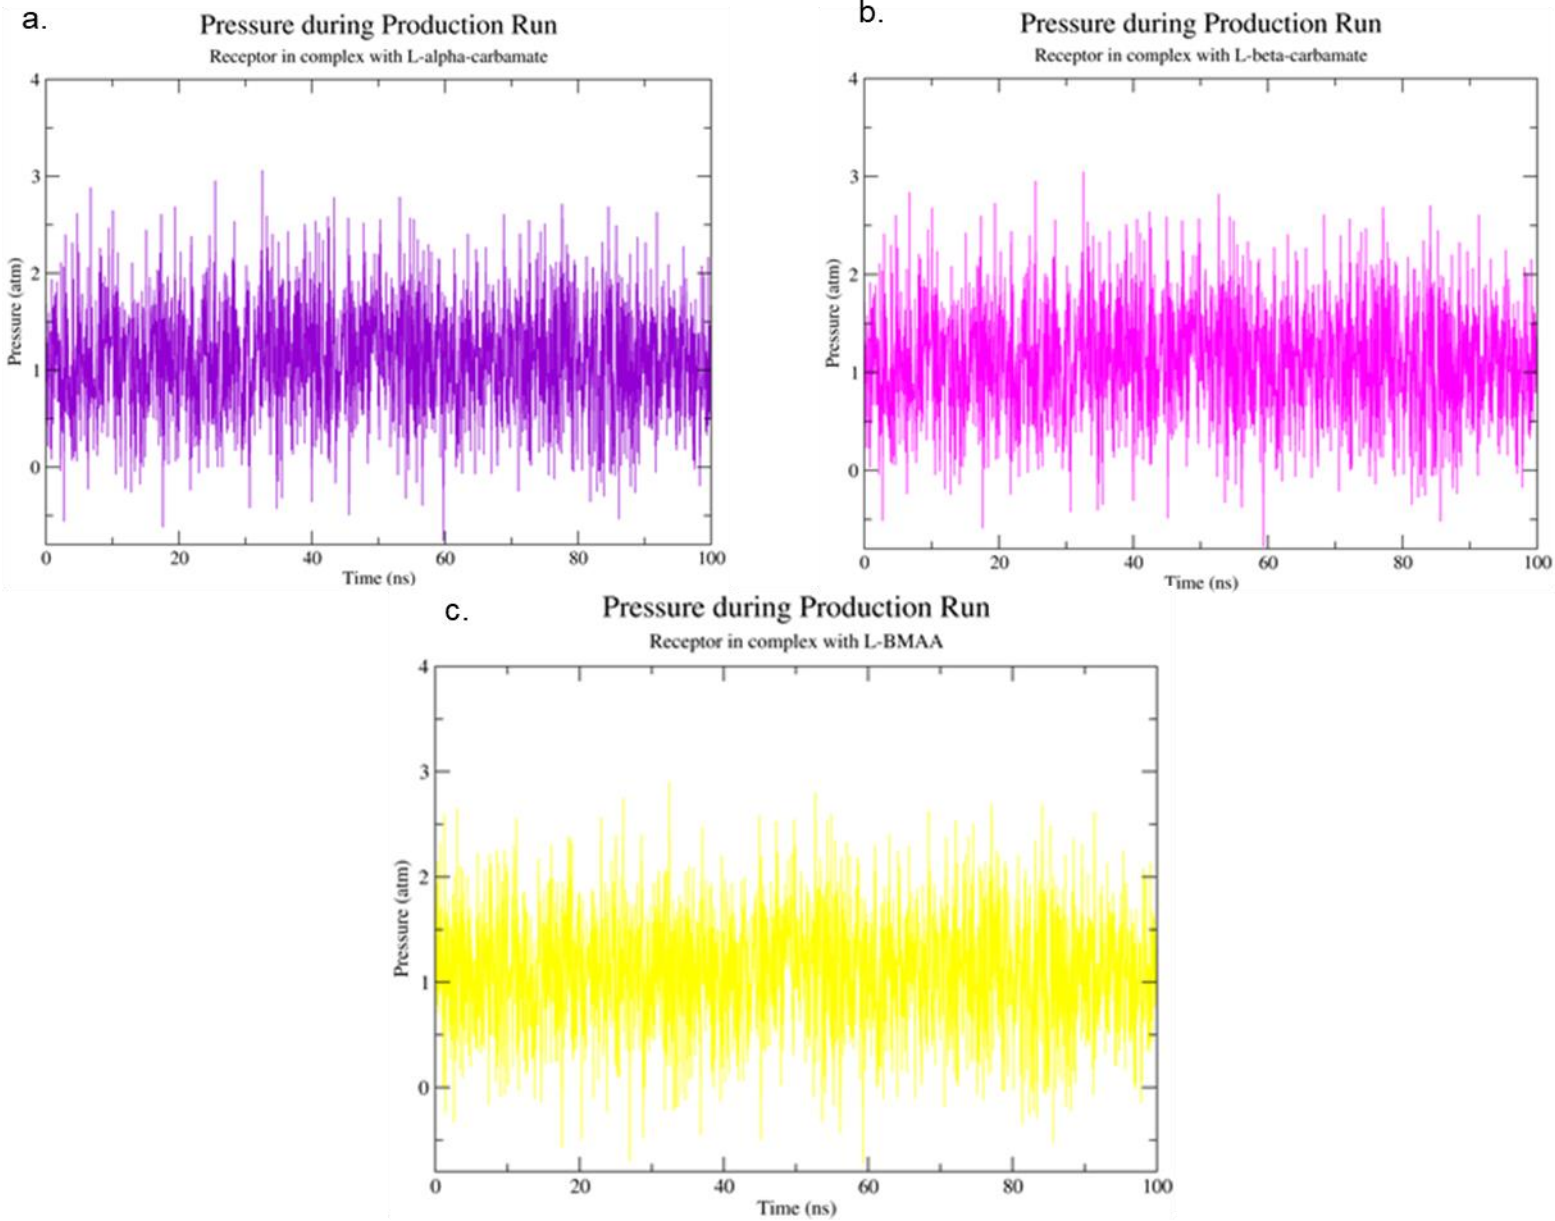 a.
Pressure during Production Run
Receptor in complex with L-alpha-carbamate
4
3
2
1
0
Pressure (atm)
0 20 40 60 80 100
Time (ns)
b.
Pressure during Production Run
Receptor in complex with L-beta-carbamate
4
3
2
1
0
Pressure (atm)
0 20 40 60 80 100
Time (ns)
c.
Pressure during Production Run
Receptor in complex with L-BMAA
4
3
2
1
0
Pressure (atm)
0 20 40 60 80 100
Time (ns)